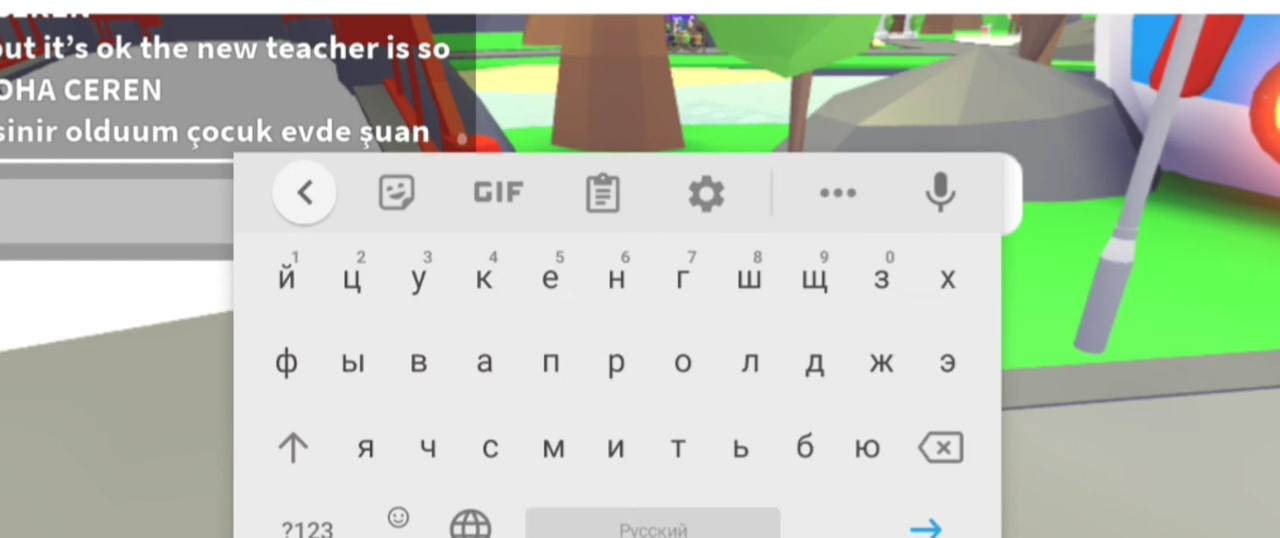 but it's ok the new teacher is so
OHA CEREN
sinir olduum çocuk evde şuan
GIF
1 2 3 4 5 6 7 8 9 0
й ц у к е н г ш щ з х
ф ы в а п р о л д ж э
я ч с м и т ь б ю
?123 Русский